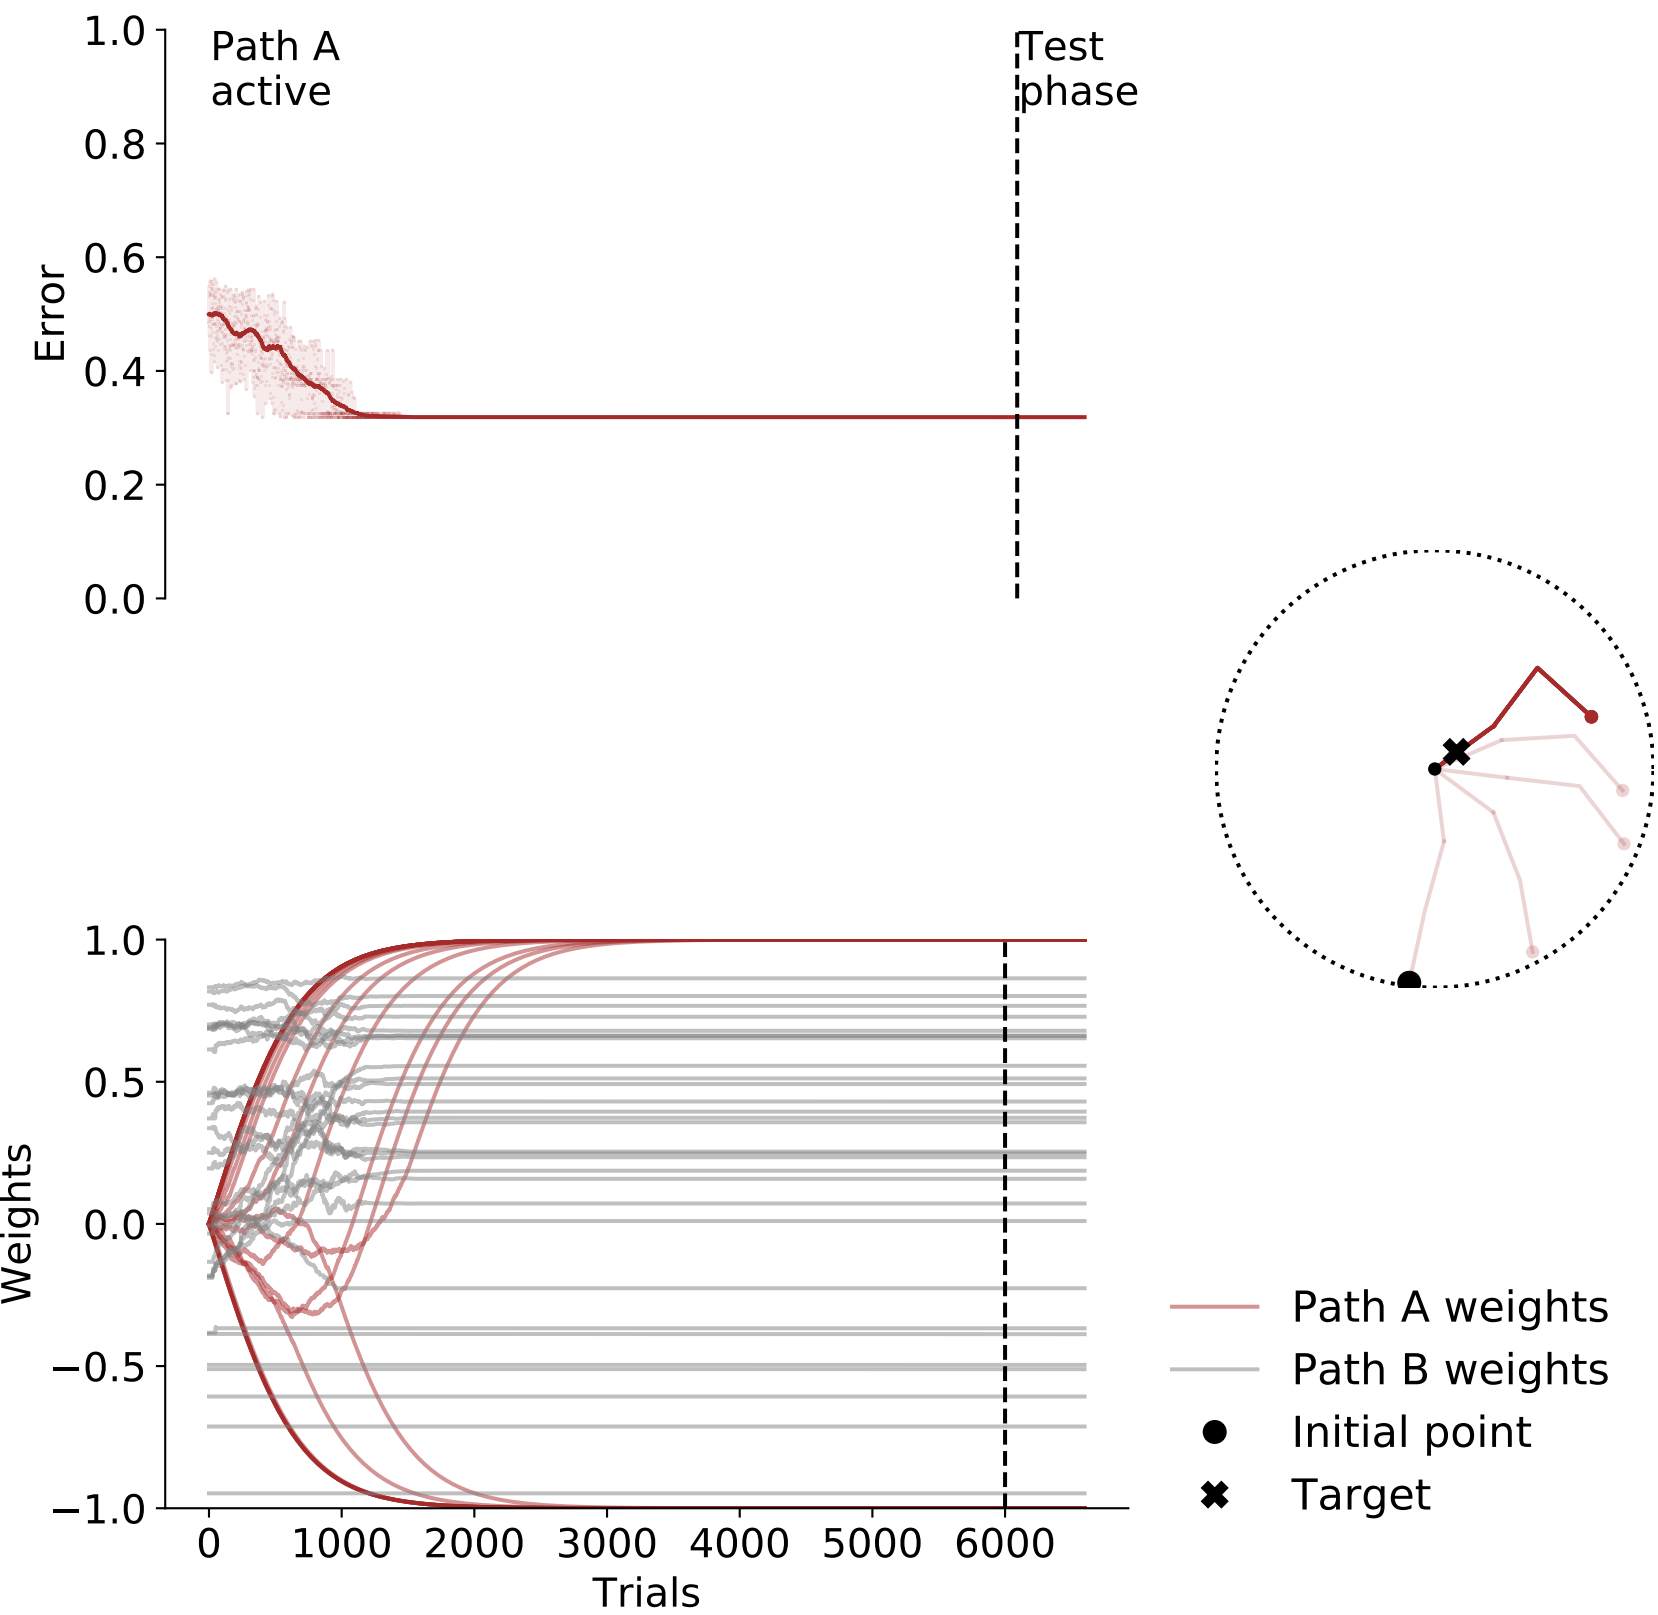 1.0
Path A
active
Test
phase
0.8
0.6
0.4
0.2
0.0
Error
1.0
0.5
0.0
−0.5
−1.0
Weights
0 1000 2000 3000 4000 5000 6000
Trials
Path A weights
Path B weights
Initial point
Target